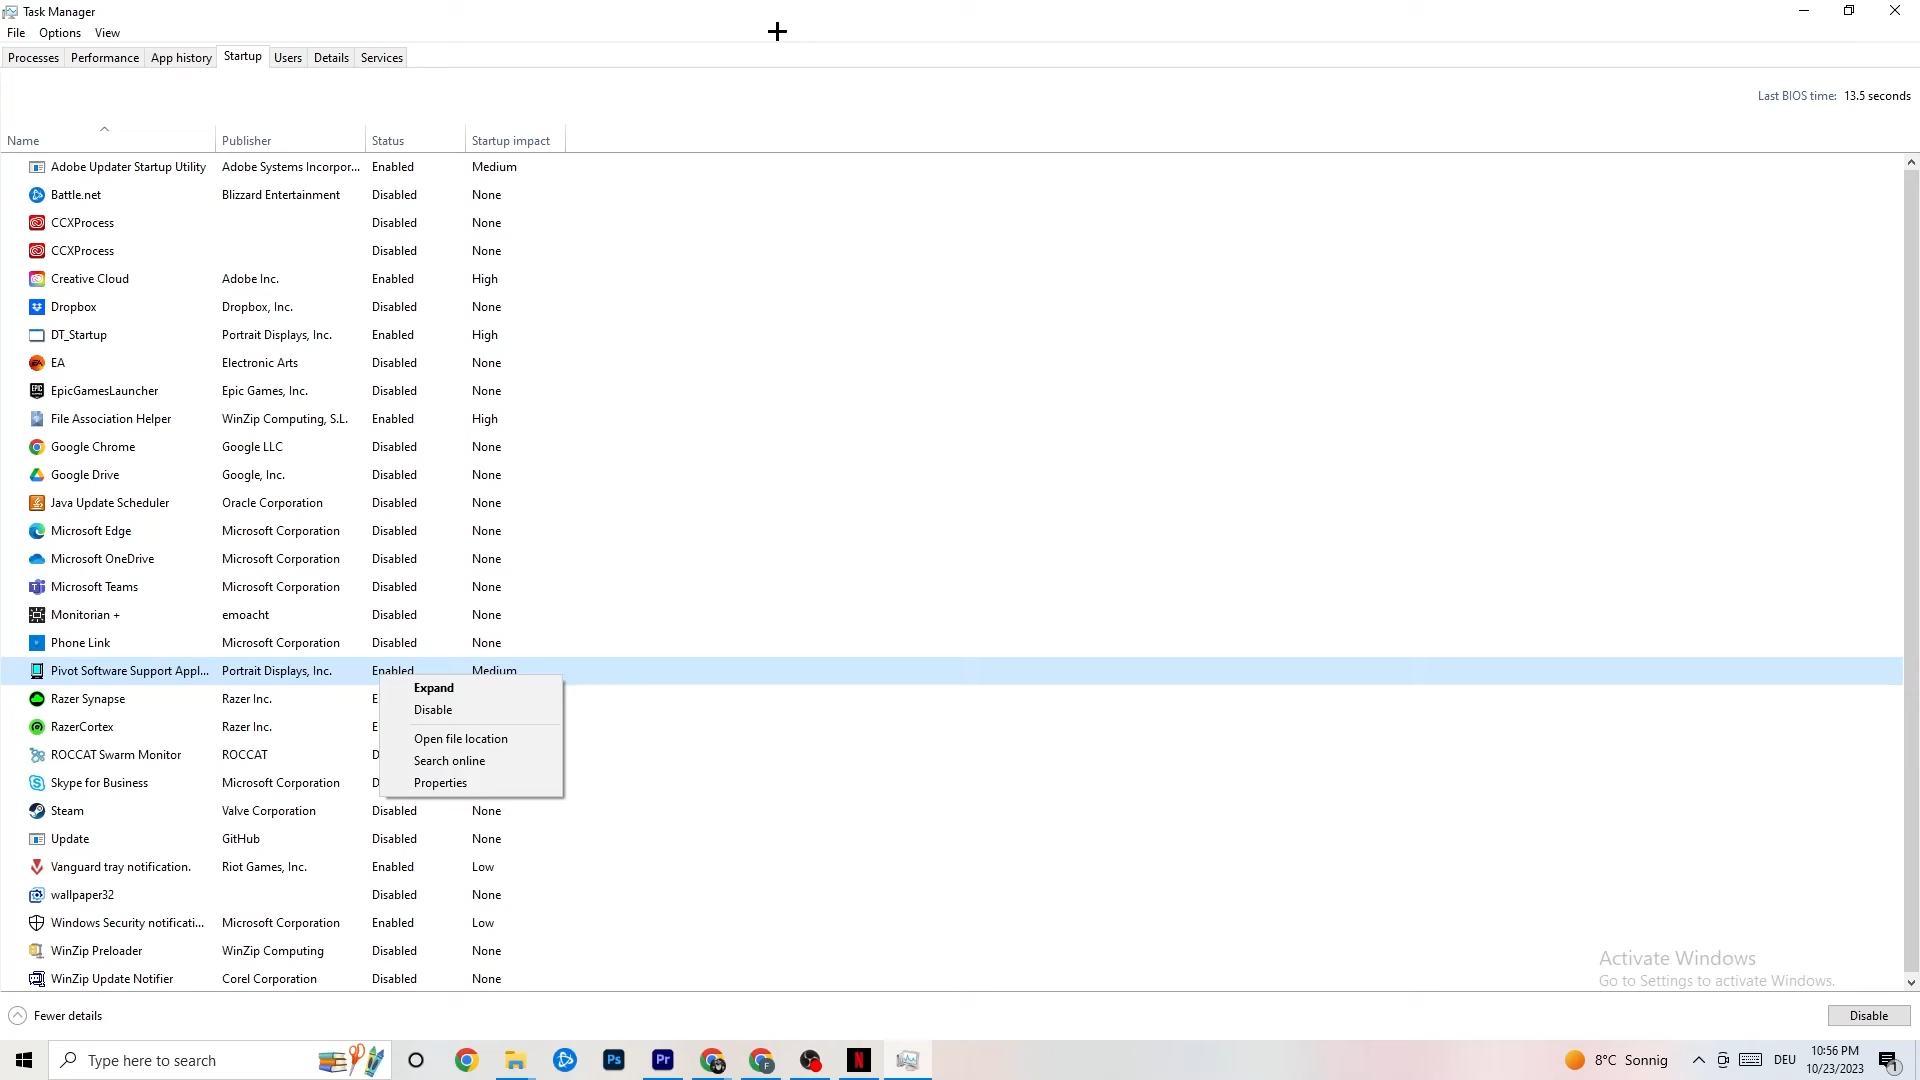 Task Manager
File Options View
Processes Performance App history Startup Users Details Services
Last BIOS time: 13.5 seconds
Name Publisher Status Startup impact
Adobe Updater Startup Utility Adobe Systems Incorpor... Enabled Medium
Battle.net Blizzard Entertainment Disabled None
CCXProcess Disabled None
CCXProcess Disabled None
Creative Cloud Adobe Inc. Enabled High
Dropbox Dropbox, Inc. Disabled None
DT_Startup Portrait Displays, Inc. Enabled High
EA Electronic Arts Disabled None
EpicGamesLauncher Epic Games, Inc. Disabled None
File Association Helper WinZip Computing, S.L. Enabled High
Google Chrome Google LLC Disabled None
Google Drive Google, Inc. Disabled None
Java Update Scheduler Oracle Corporation Disabled None
Microsoft Edge Microsoft Corporation Disabled None
Microsoft OneDrive Microsoft Corporation Disabled None
Microsoft Teams Microsoft Corporation Disabled None
Monitorian + emoacht Disabled None
Phone Link Microsoft Corporation Disabled None
Pivot Software Support Appl... Portrait Displays, Inc. Enabled Medium
Razer Synapse Razer Inc. E
RazerCortex Razer Inc. E
ROCCAT Swarm Monitor ROCCAT D
Skype for Business Microsoft Corporation D
Expand
Disable
Open file location
Search online
Properties
Steam Valve Corporation Disabled None
Update GitHub Disabled None
Vanguard tray notification. Riot Games, Inc. Enabled Low
wallpaper32 Disabled None
Windows Security notificati... Microsoft Corporation Enabled Low
WinZip Preloader WinZip Computing Disabled None
WinZip Update Notifier Corel Corporation Disabled None
Activate Windows
Go to Settings to activate Windows.
Fewer details Disable
Type here to search Ps Pr F N 8°C Sonnig DEU 10:56 PM
10/23/2023 1